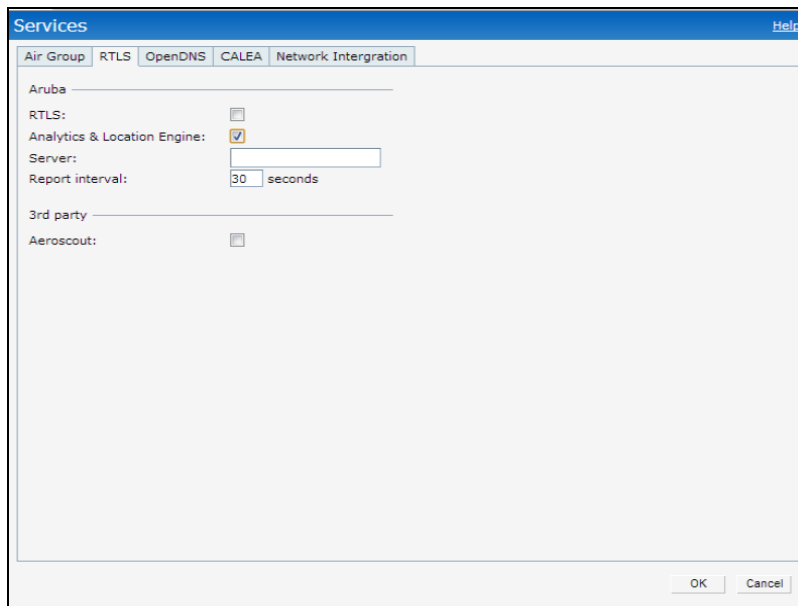 Services Help
Air Group RTLS OpenDNS CALEA Network Intergration
Aruba
RTLS:
Analytics & Location Engine:
Server:
Report interval: 30 seconds
3rd party
Aeroscout:
OK Cancel